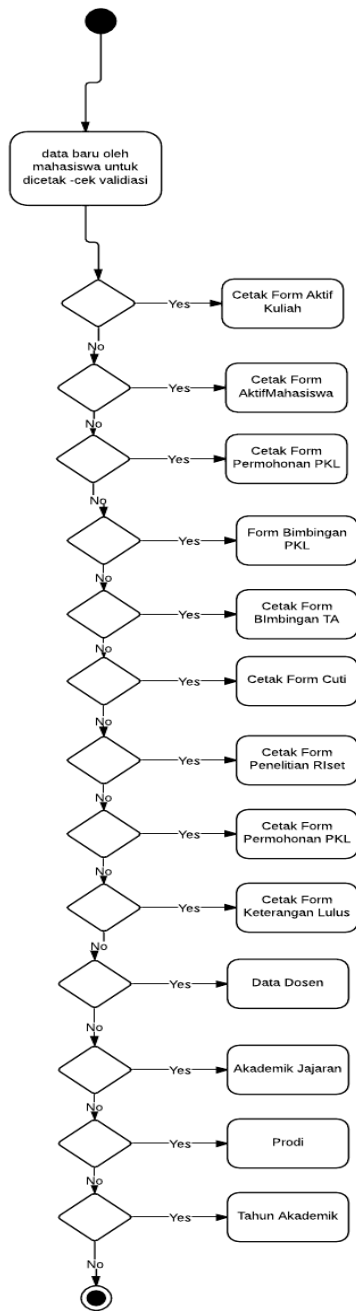 data baru oleh
mahasiswa untuk
dicetak -cek validiasi
Yes
Cetak Form Aktif
Kuliah
No
Yes
Cetak Form
AktifMahasiswa
No
Yes
Cetak Form
Permohonan PKL
No
Yes
Form Bimbingan
PKL
No
Yes
Cetak Form
BImbingan TA
No
Yes
Cetak Form Cuti
No
Yes
Cetak Form
Penelitian RIset
No
Yes
Cetak Form
Permohonan PKL
No
Yes
Cetak Form
Keterangan Lulus
No
Yes
Data Dosen
No
Yes
Akademik Jajaran
No
Yes
Prodi
No
Yes
Tahun Akademik
No